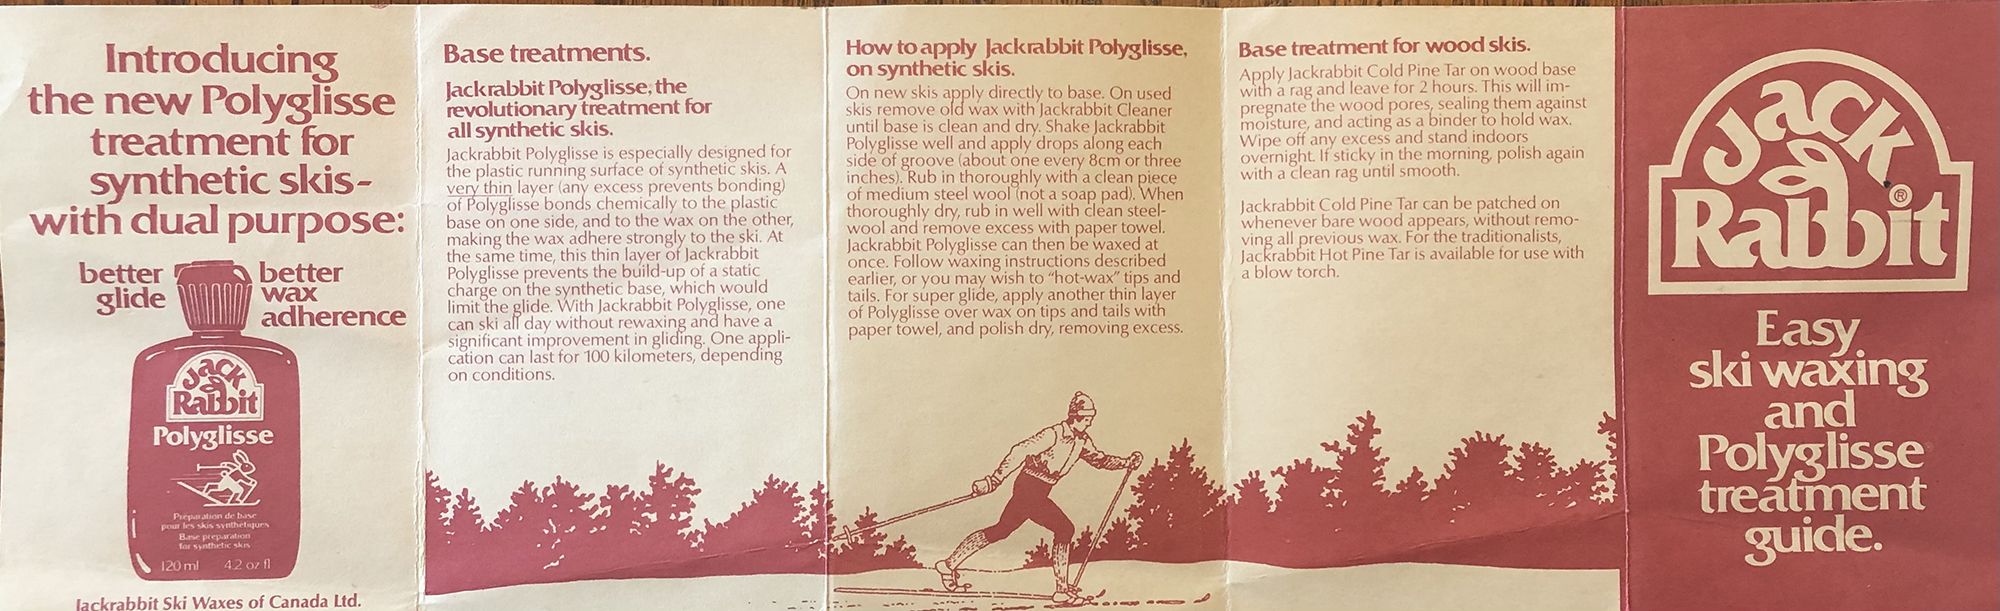 Introducing
the new Polyglisse
treatment for
synthetic skis-
with dual purpose:
better
glide
better
wax
adherence
Jack
Rabbit
Polyglisse
Préparation de base
pour les skis synthétiques
Base preparation
for synthetic skis
120 ml 4.2 oz fl
Jackrabbit Ski Waxes of Canada Ltd.
Base treatments.
Jackrabbit Polyglisse, the
revolutionary treatment for
all synthetic skis.
Jackrabbit Polyglisse is especially designed for
the plastic running surface of synthetic skis. A
very thin layer (any excess prevents bonding)
of Polyglisse bonds chemically to the plastic
base on one side, and to the wax on the other,
making the wax adhere strongly to the ski. At
the same time, this thin layer of Jackrabbit
Polyglisse prevents the build-up of a static
charge on the synthetic base, which would
limit the glide. With Jackrabbit Polyglisse, one
can ski all day without rewaxing and have a
significant improvement in gliding. One appli-
cation can last for 100 kilometers, depending
on conditions.
How to apply Jackrabbit Polyglisse,
on synthetic skis.
On new skis apply directly to base. On used
skis remove old wax with Jackrabbit Cleaner
until base is clean and dry. Shake Jackrabbit
Polyglisse well and apply drops along each
side of groove (about one every 8cm or three
inches). Rub in thoroughly with a clean piece
of medium steel wool (not a soap pad). When
thoroughly dry, rub in well with clean steel-
wool and remove excess with paper towel.
Jackrabbit Polyglisse can then be waxed at
once. Follow waxing instructions described
earlier, or you may wish to "hot-wax" tips and
tails. For super glide, apply another thin layer
of Polyglisse over wax on tips and tails with
paper towel, and polish dry, removing excess.
Base treatment for wood skis.
Apply Jackrabbit Cold Pine Tar on wood base
with a rag and leave for 2 hours. This will im-
pregnate the wood pores, sealing them against
moisture, and acting as a binder to hold wax.
Wipe off any excess and stand indoors
overnight. If sticky in the morning, polish again
with a clean rag until smooth.
Jackrabbit Cold Pine Tar can be patched on
whenever bare wood appears, without remo-
ving all previous wax. For the traditionalists,
Jackrabbit Hot Pine Tar is available for use with
a blow torch.
Jack
Rabbit®
Easy
ski waxing
and
Polyglisse
treatment
guide.